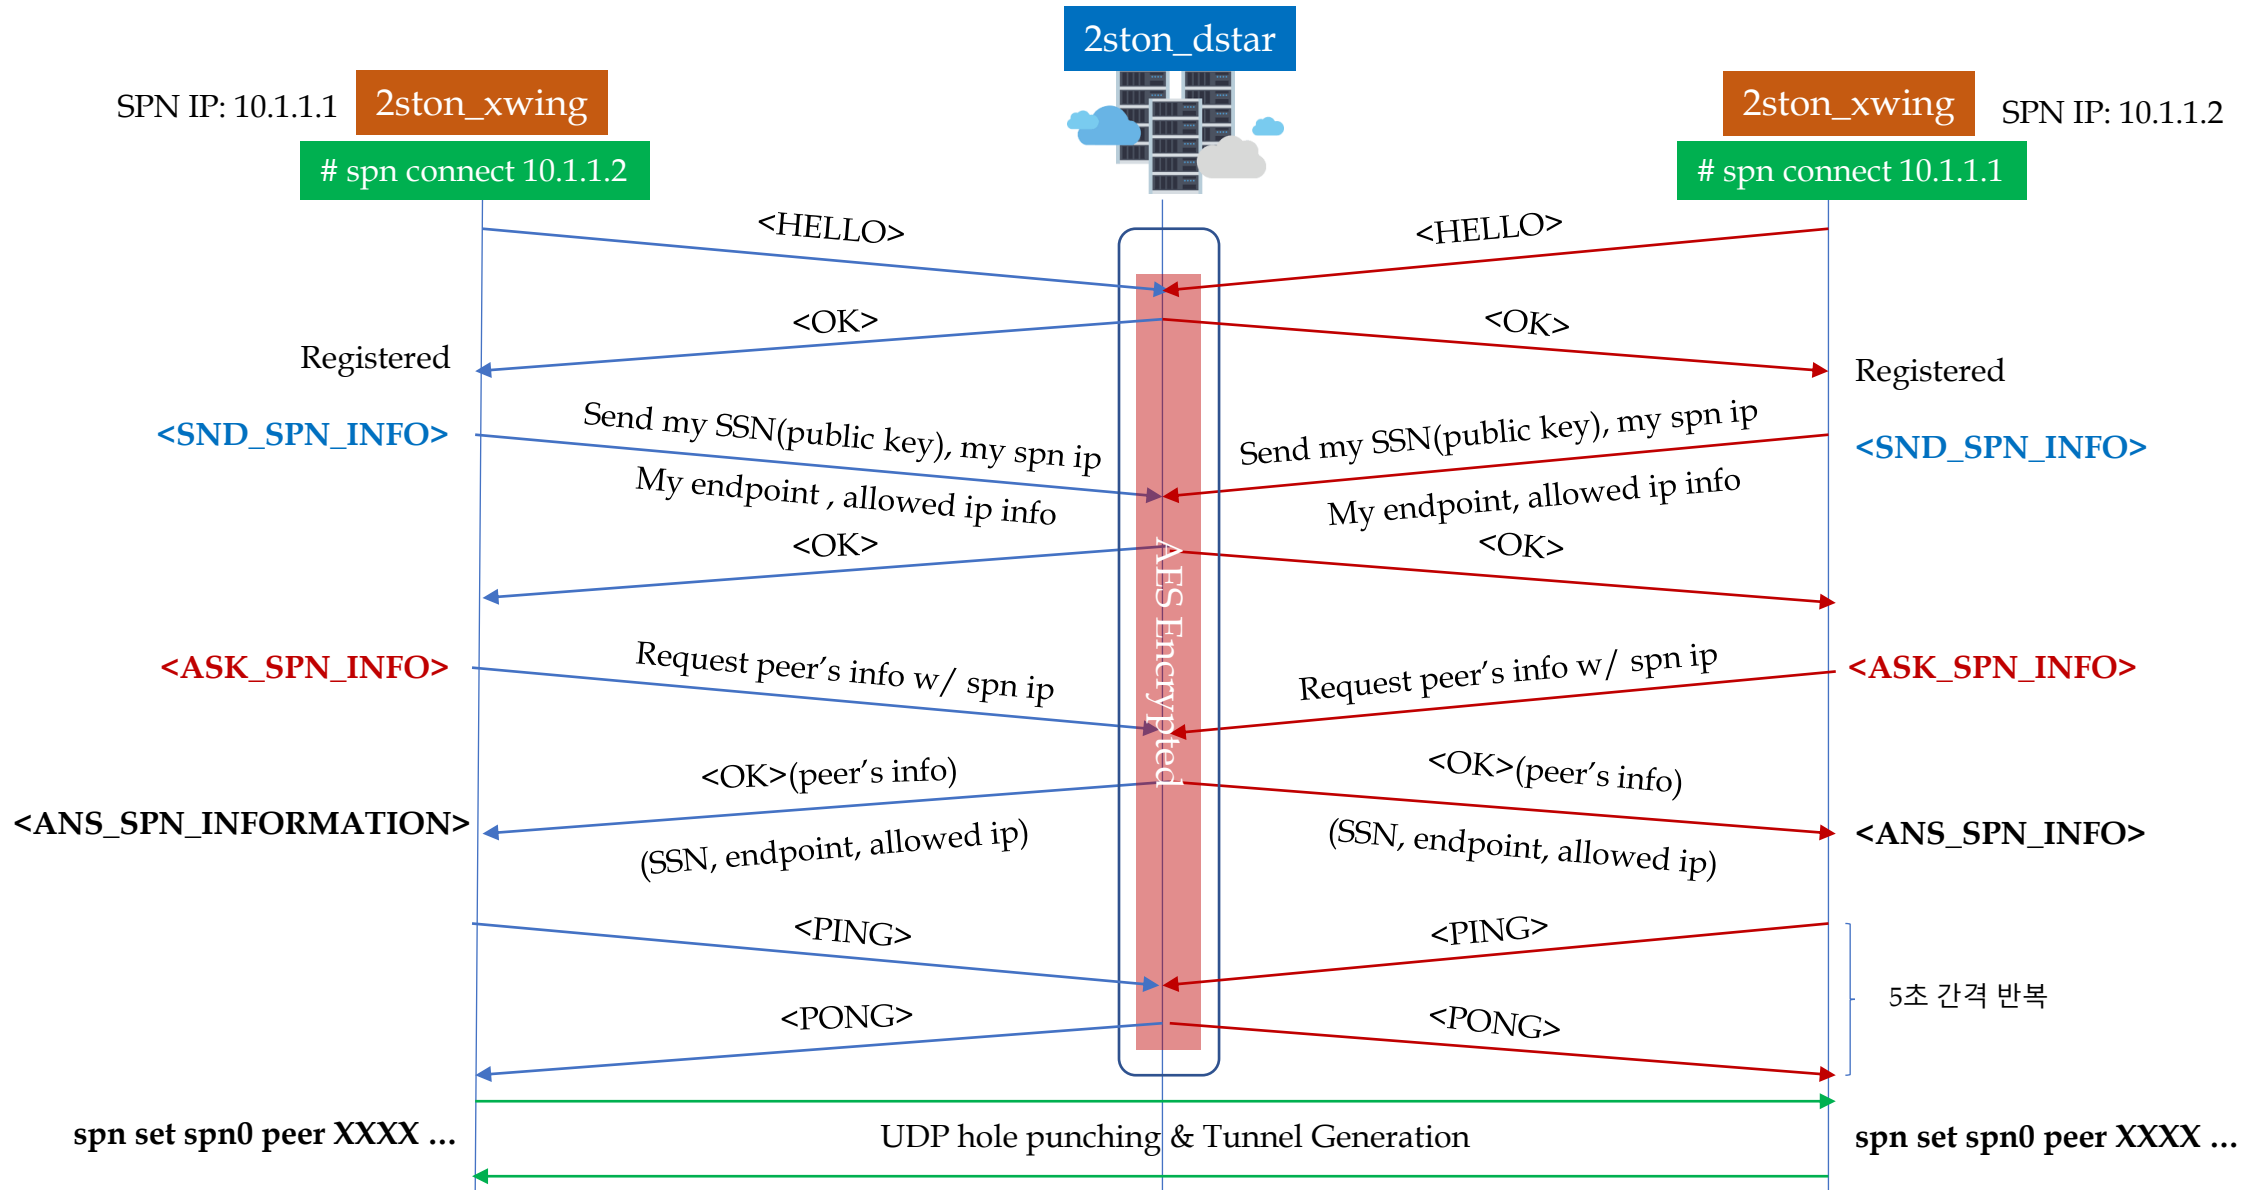 2ston_dstar
SPN IP: 10.1.1.1
2ston_xwing
2ston_xwing
SPN IP: 10.1.1.2
# spn connect 10.1.1.2
# spn connect 10.1.1.1
<HELLO>
<HELLO>
<OK>
<OK>
Registered
Registered
<SND_SPN_INFO>
Send my SSN(public key), my spn ip
Send my SSN(public key), my spn ip
<SND_SPN_INFO>
My endpoint , allowed ip info
My endpoint, allowed ip info
<OK>
<OK>
AES Encrypted
<ASK_SPN_INFO>
Request peer’s info w/ spn ip
Request peer’s info w/ spn ip
<ASK_SPN_INFO>
<OK>(peer’s info)
<OK>(peer’s info)
<ANS_SPN_INFORMATION>
(SSN, endpoint, allowed ip)
(SSN, endpoint, allowed ip)
<ANS_SPN_INFO>
<PING>
<PING>
5초 간격 반복
<PONG>
<PONG>
spn set spn0 peer XXXX …
UDP hole punching & Tunnel Generation
spn set spn0 peer XXXX …